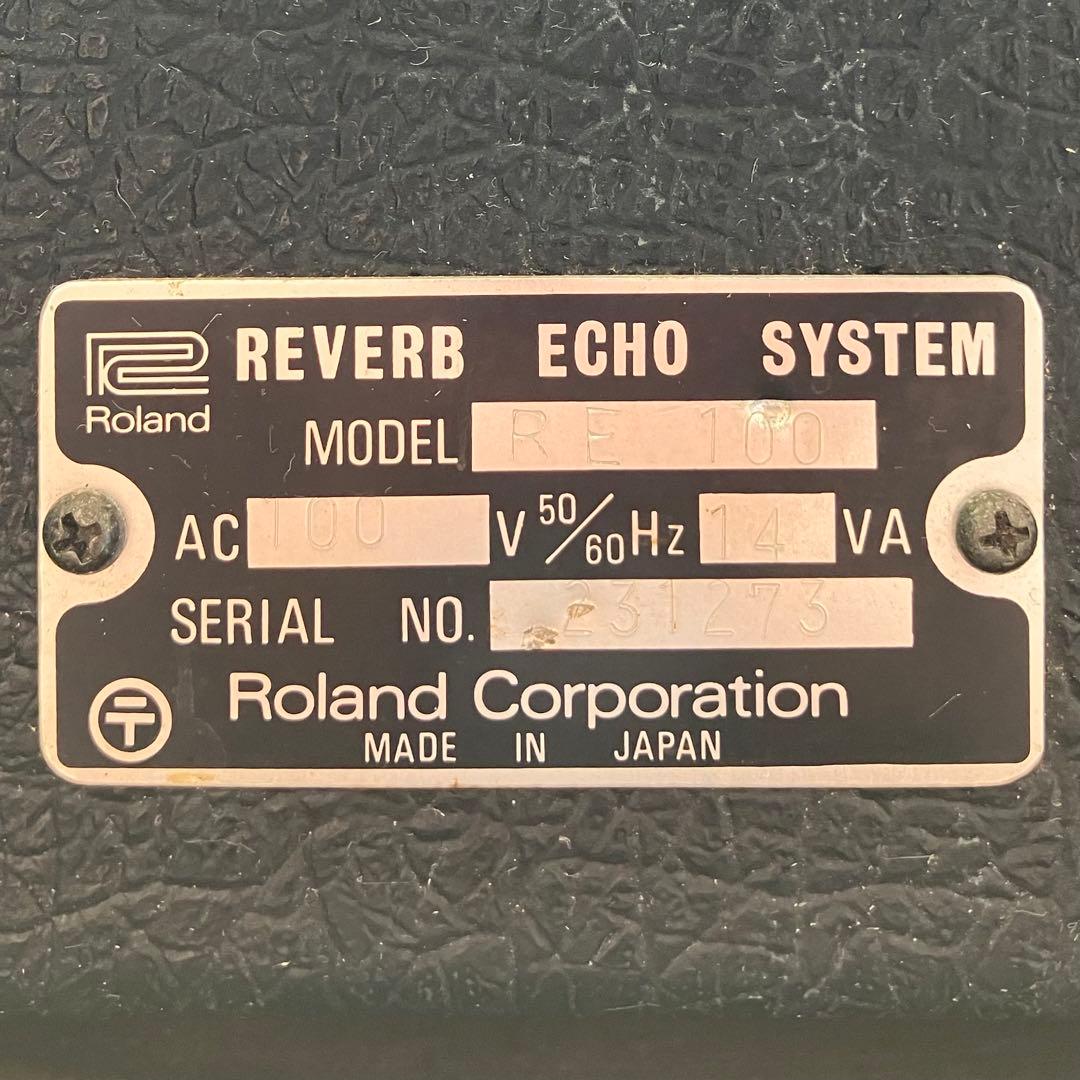 Roland REVERB ECHO SYSTEM
MODEL RE 100
AC 100 V 50/60 Hz 14 VA
SERIAL NO. 231273
Roland Corporation
MADE IN JAPAN